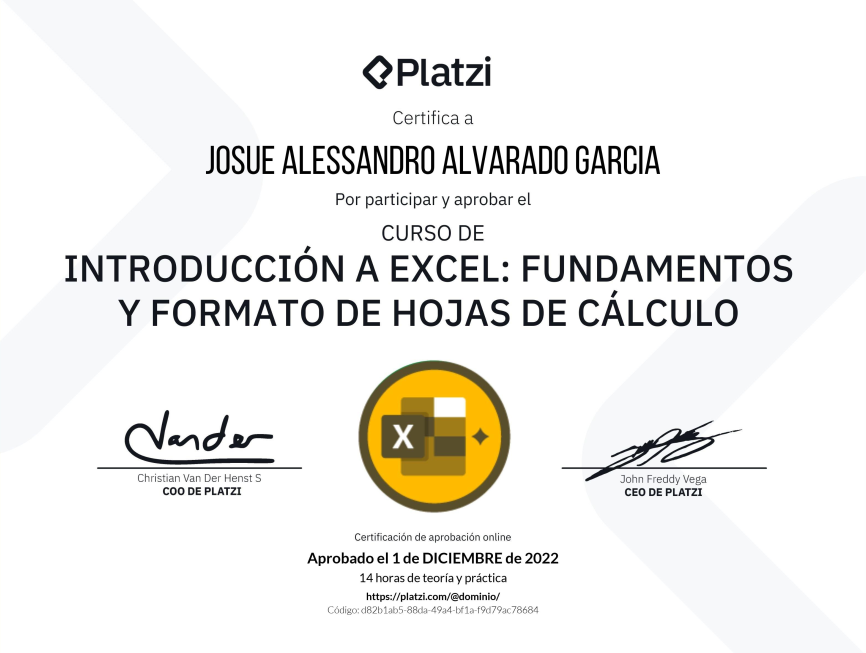 Platzi
Certifica a
JOSUE ALESSANDRO ALVARADO GARCIA
Por participar y aprobar el
CURSO DE
INTRODUCCIÓN A EXCEL: FUNDAMENTOS
Y FORMATO DE HOJAS DE CÁLCULO
X
Vander
Christian Van Der Henst S
COO DE PLATZI
John Freddy Vega
CEO DE PLATZI
Certificación de aprobación online
Aprobado el 1 de DICIEMBRE de 2022
14 horas de teoría y práctica
https://platzi.com/@dominio/
Código: d82b1ab5-88da-49a4-bf1a-f9d79ac78684